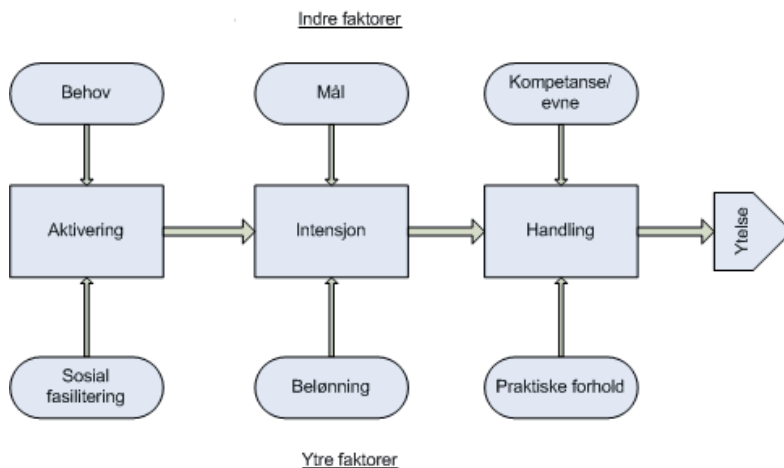 Indre faktorer
Behov
Mål
Kompetanse/
evne
Aktivering
Intensjon
Handling
Ytelse
Sosial
fasilitering
Belønning
Praktiske forhold
Ytre faktorer